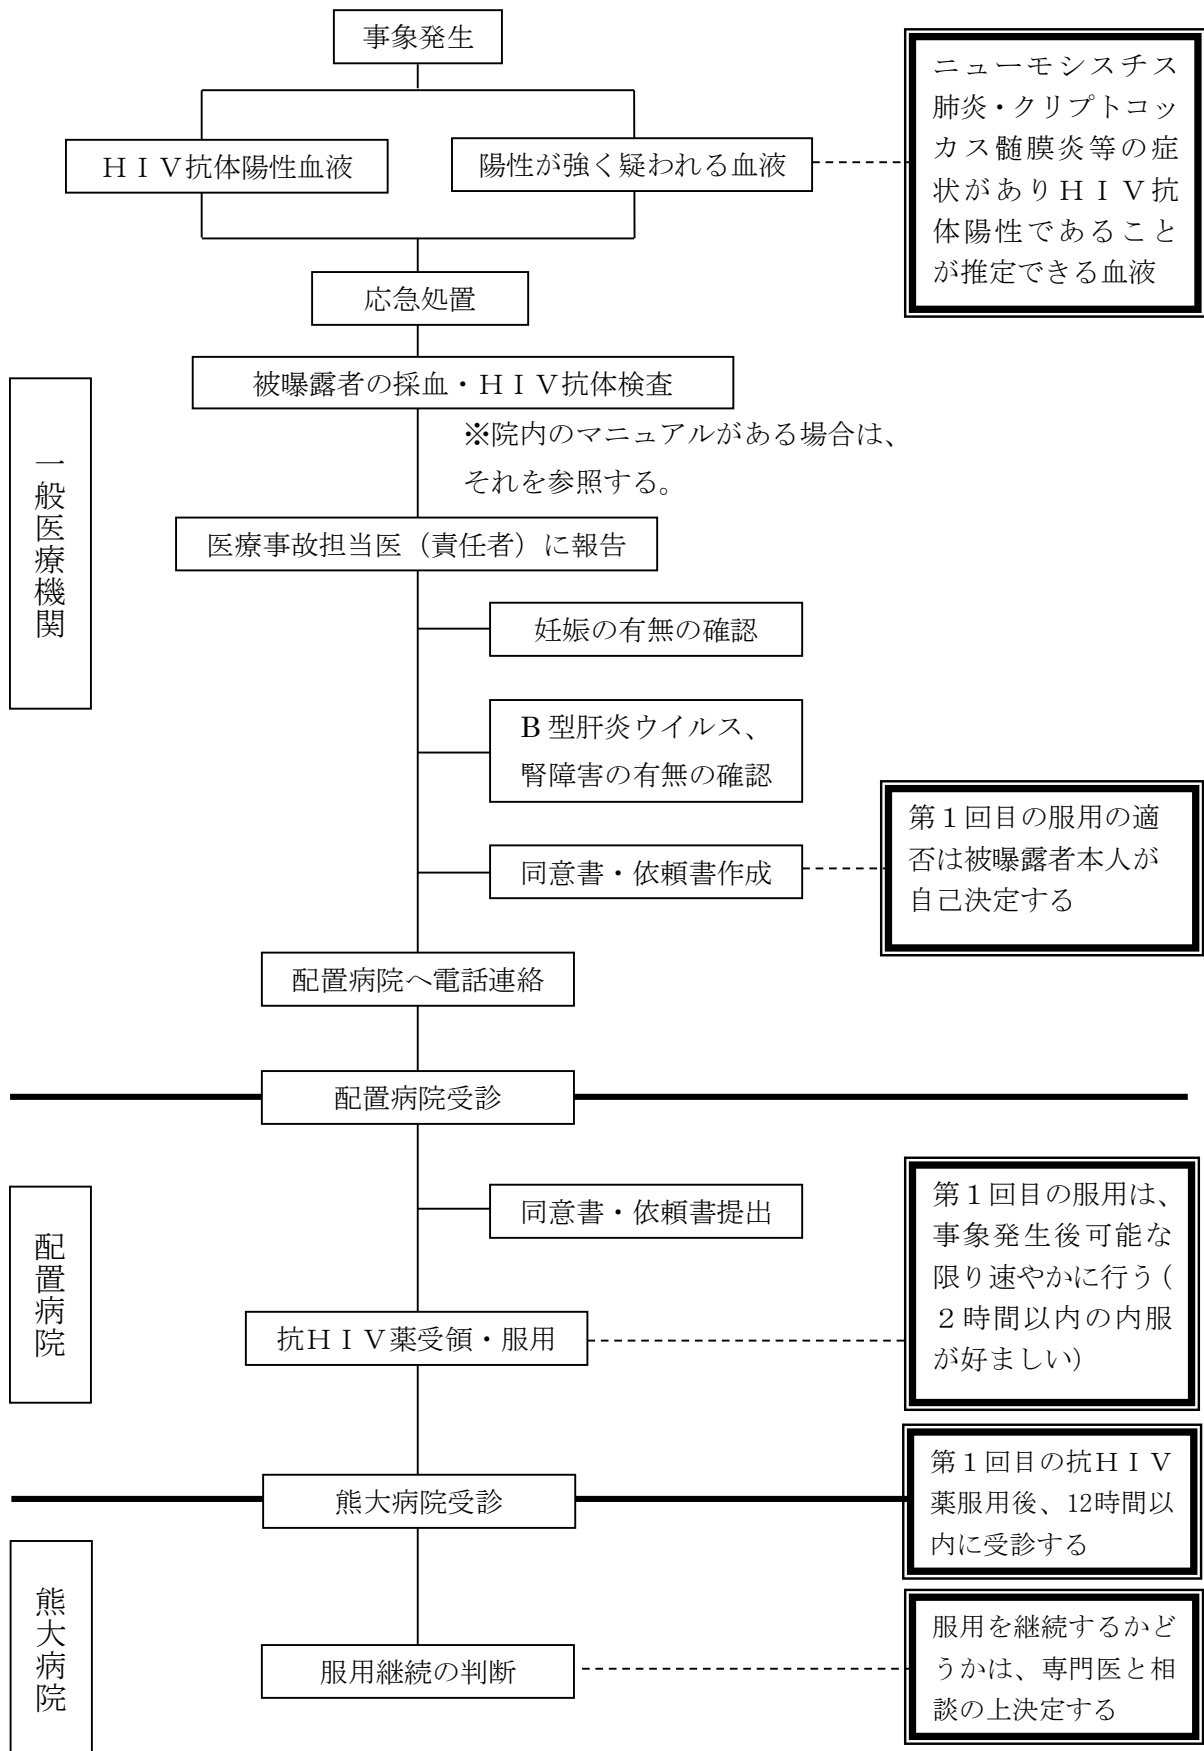 事象発生
ＨＩＶ抗体陽性血液
陽性が強く疑われる血液
ニューモシスチス
肺炎・クリプトコッ
カス髄膜炎等の症
状がありＨＩＶ抗
体陽性であること
が推定できる血液
応急処置
一般医療機関
被曝露者の採血・ＨＩＶ抗体検査
※院内のマニュアルがある場合は、
それを参照する。
医療事故担当医（責任者）に報告
妊娠の有無の確認
B 型肝炎ウイルス、
腎障害の有無の確認
同意書・依頼書作成
第１回目の服用の適
否は被曝露者本人が
自己決定する
配置病院へ電話連絡
配置病院受診
配置病院
同意書・依頼書提出
抗ＨＩＶ薬受領・服用
第１回目の服用は、
事象発生後可能な
限り速やかに行う（
２時間以内の内服
が好ましい）
熊大病院受診
第１回目の抗ＨＩＶ
薬服用後、12時間以
内に受診する
熊大病院
服用継続の判断
服用を継続するかど
うかは、専門医と相
談の上決定する